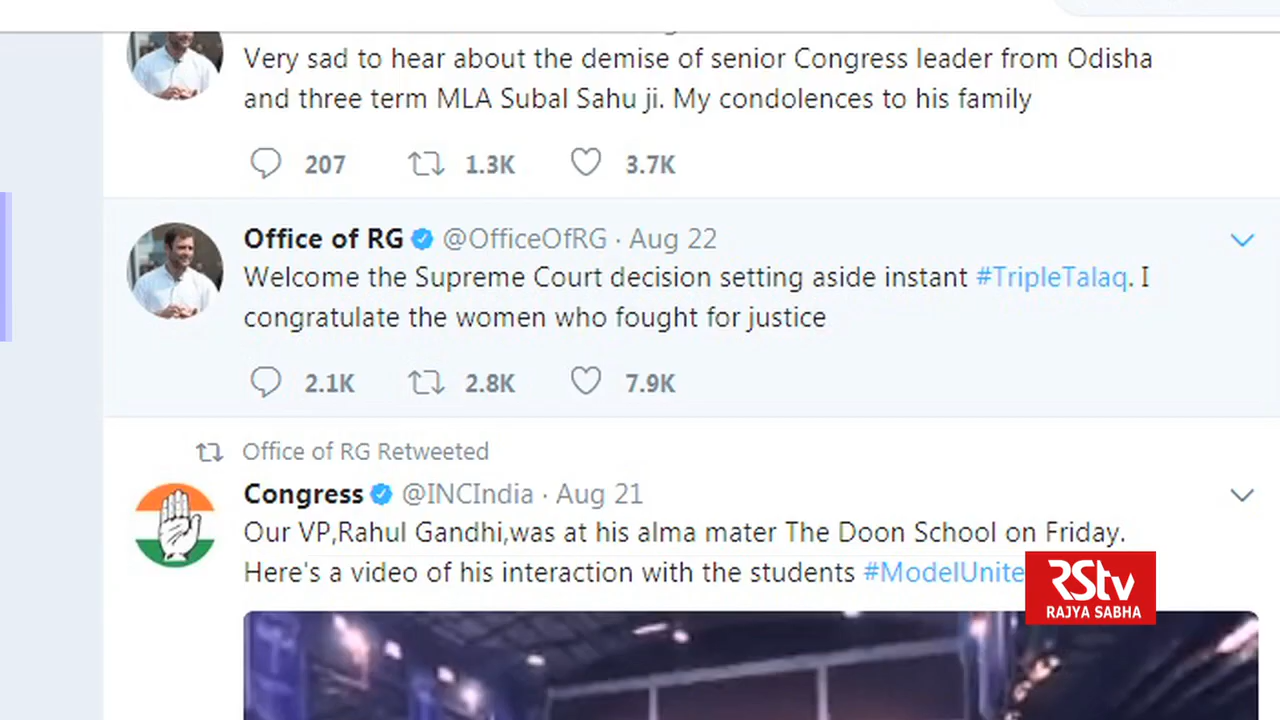 Very sad to hear about the demise of senior Congress leader from Odisha
and three term MLA Subal Sahu ji. My condolences to his family
207 1.3K 3.7K
Office of RG @OfficeOfRG · Aug 22
Welcome the Supreme Court decision setting aside instant #TripleTalaq. I
congratulate the women who fought for justice
2.1K 2.8K 7.9K
Office of RG Retweeted
Congress @INCIndia · Aug 21
Our VP,Rahul Gandhi,was at his alma mater The Doon School on Friday.
Here's a video of his interaction with the students #ModelUnite
RSTV
RAJYA SABHA